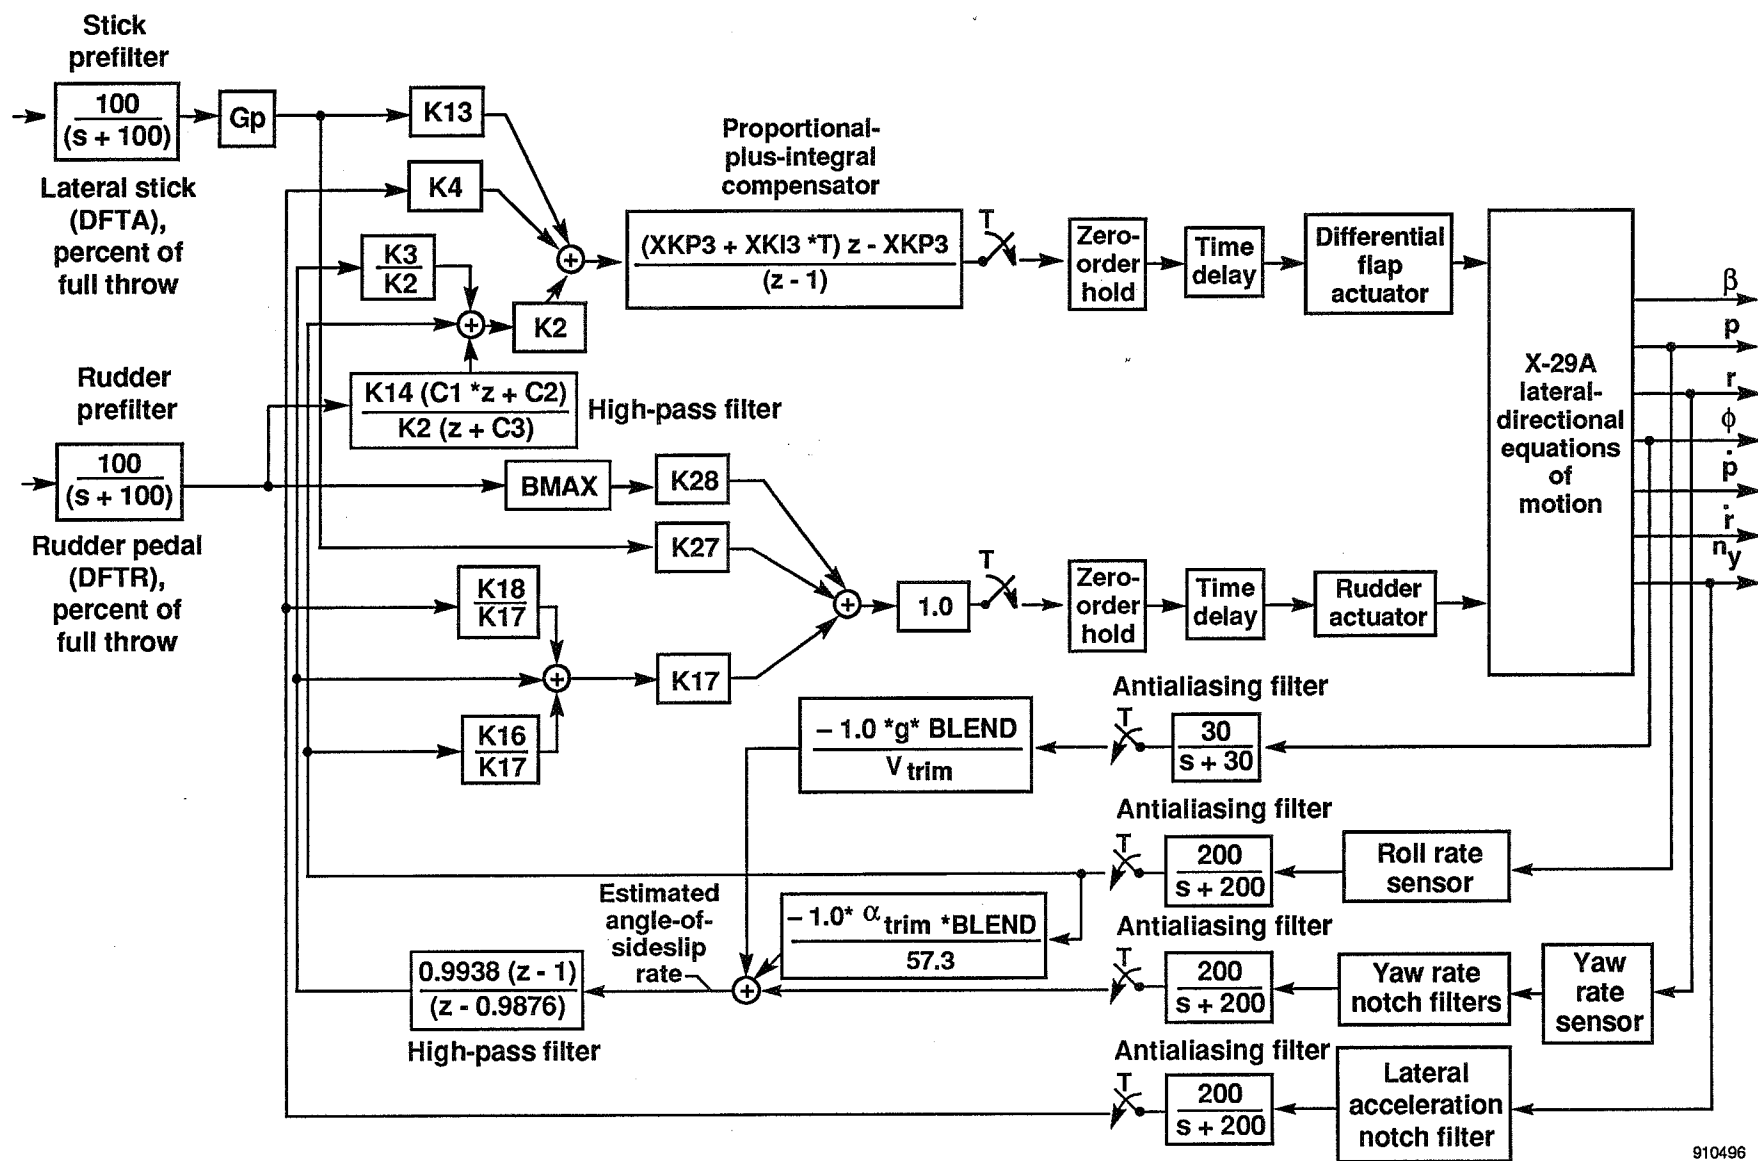 Stick
prefilter
100
(s + 100)
Gp
Lateral stick
(DFTA),
percent of
full throw
K13
K4
K3
K2
K2
Proportional-
plus-integral
compensator
(XKP3 + XKI3 *T) z - XKP3
(z - 1)
T
Zero-
order
hold
Time
delay
Differential
flap
actuator
X-29A
lateral-
directional
equations
of
motion
β
p
r
ϕ
ṗ
ṙ
n_y
Rudder
prefilter
100
(s + 100)
Rudder pedal
(DFTR),
percent of
full throw
K14 (C1 *z + C2)
K2 (z + C3)
High-pass filter
BMAX
K28
K27
K18
K17
K17
K16
K17
1.0
T
Zero-
order
hold
Time
delay
Rudder
actuator
Antialiasing filter
T
30
s + 30
– 1.0 *g* BLEND
V trim
Antialiasing filter
T
200
s + 200
Roll rate
sensor
– 1.0* α trim *BLEND
57.3
Estimated
angle-of-
sideslip
rate
Antialiasing filter
T
200
s + 200
Yaw rate
notch filters
Yaw
rate
sensor
0.9938 (z - 1)
(z - 0.9876)
High-pass filter
Antialiasing filter
T
200
s + 200
Lateral
acceleration
notch filter
910496